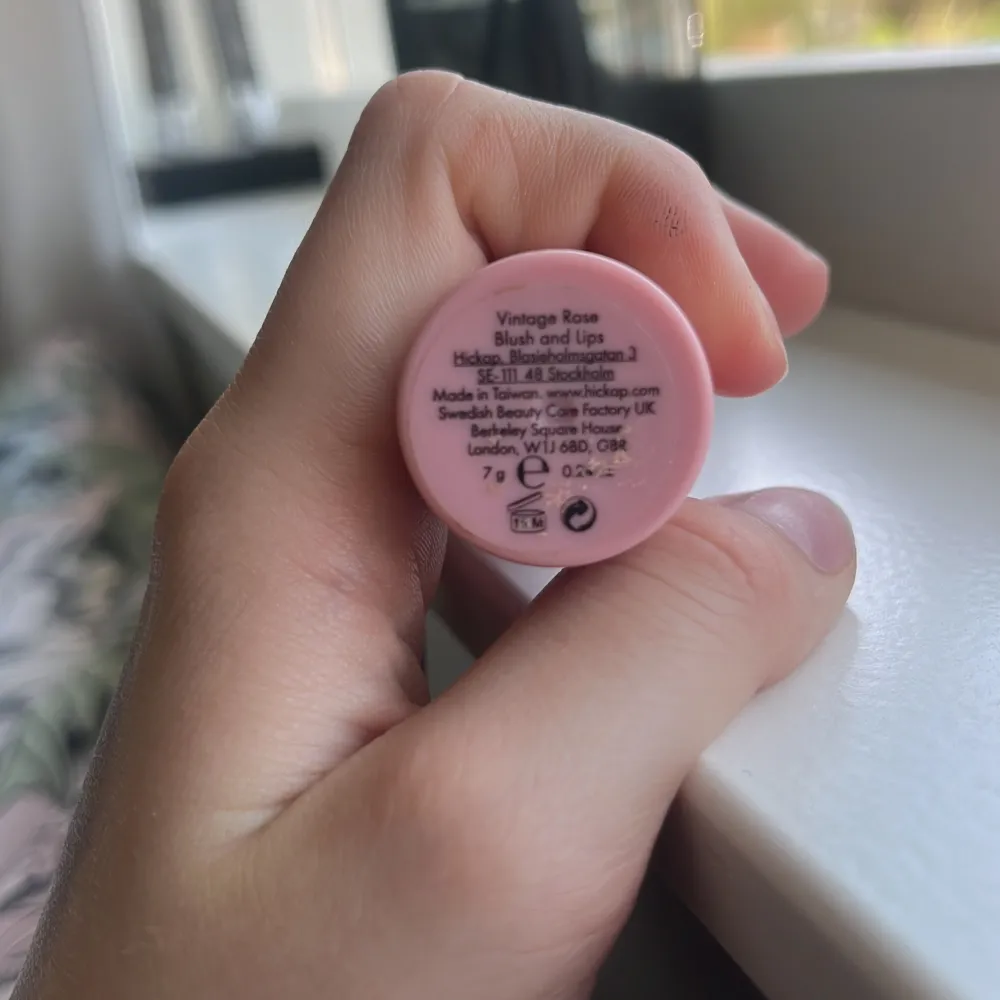 Vintage Rose
Blush and Lips
Hickap, Blasieholmsgatan 3
SE-111 48 Stockholm
Made in Taiwan. www.hickap.com
Swedish Beauty Care Factory UK
Berkeley Square House
London, W1J 6BD, GBR
7 g e